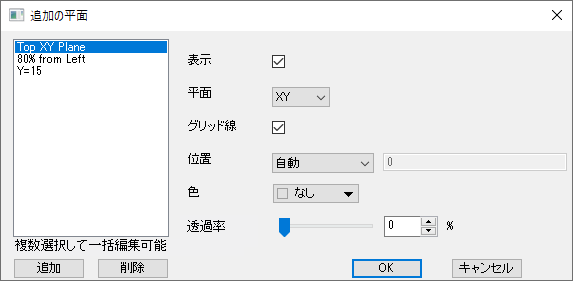 追加の平面
Top XY Plane
80% from Left
Y=15
複数選択して一括編集可能
追加
削除
表示
平面
XY
グリッド線
位置
自動
0
色
なし
透過率
0
%
OK
キャンセル